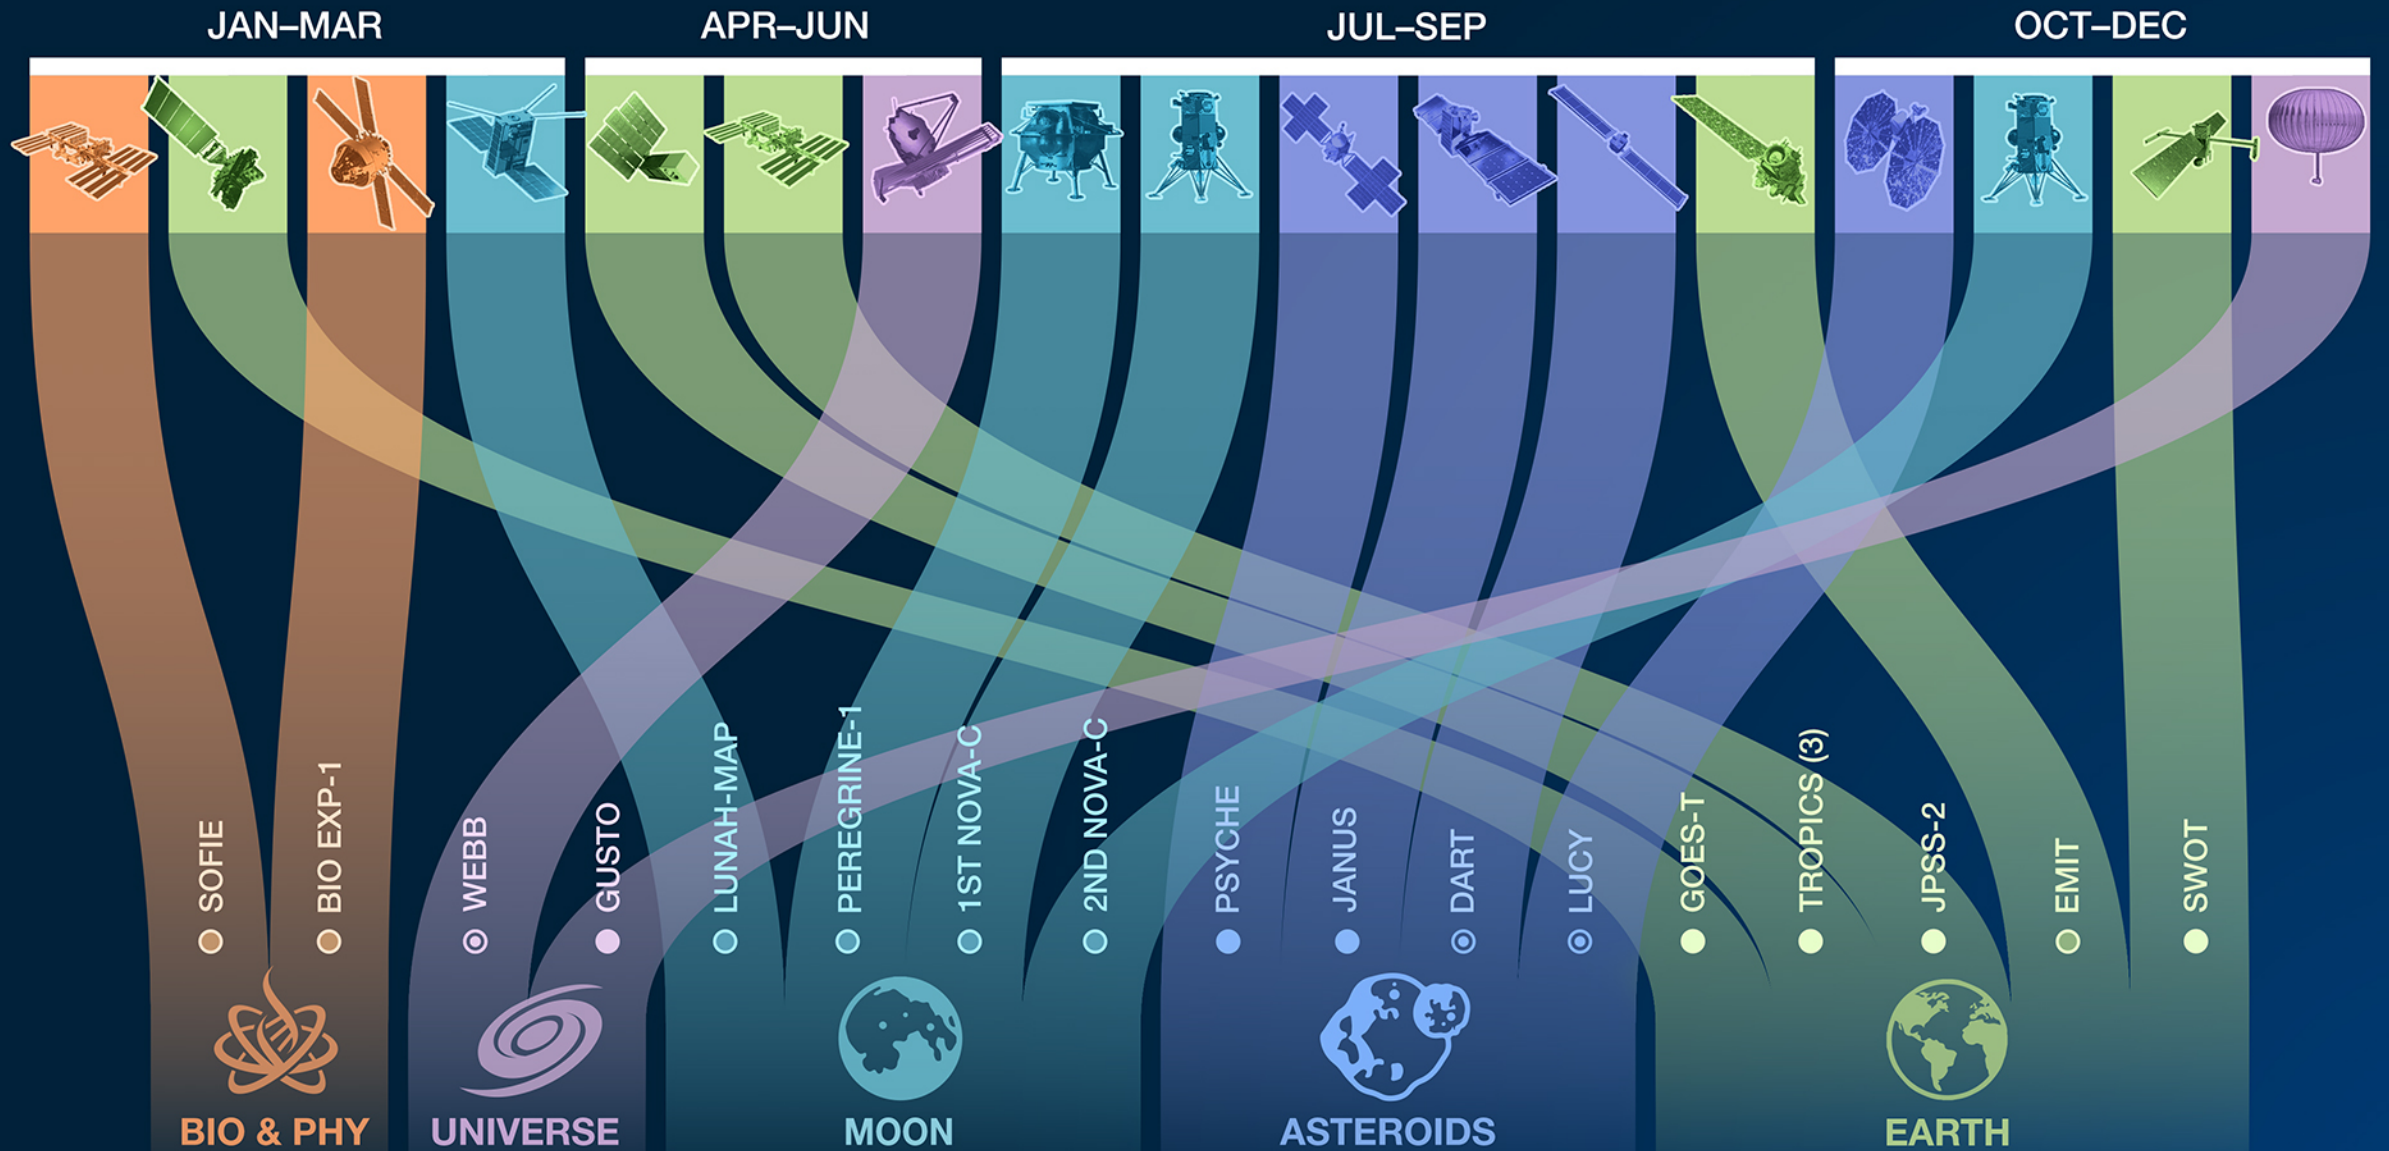 JAN–MAR
APR–JUN
JUL–SEP
OCT–DEC
SOFIE
BIO EXP-1
WEBB
GUSTO
LUNAH-MAP
PEREGRINE-1
1ST NOVA-C
2ND NOVA-C
PSYCHE
JANUS
DART
LUCY
GOES-T
TROPICS (3)
JPSS-2
EMIT
SWOT
BIO & PHY
UNIVERSE
MOON
ASTEROIDS
EARTH